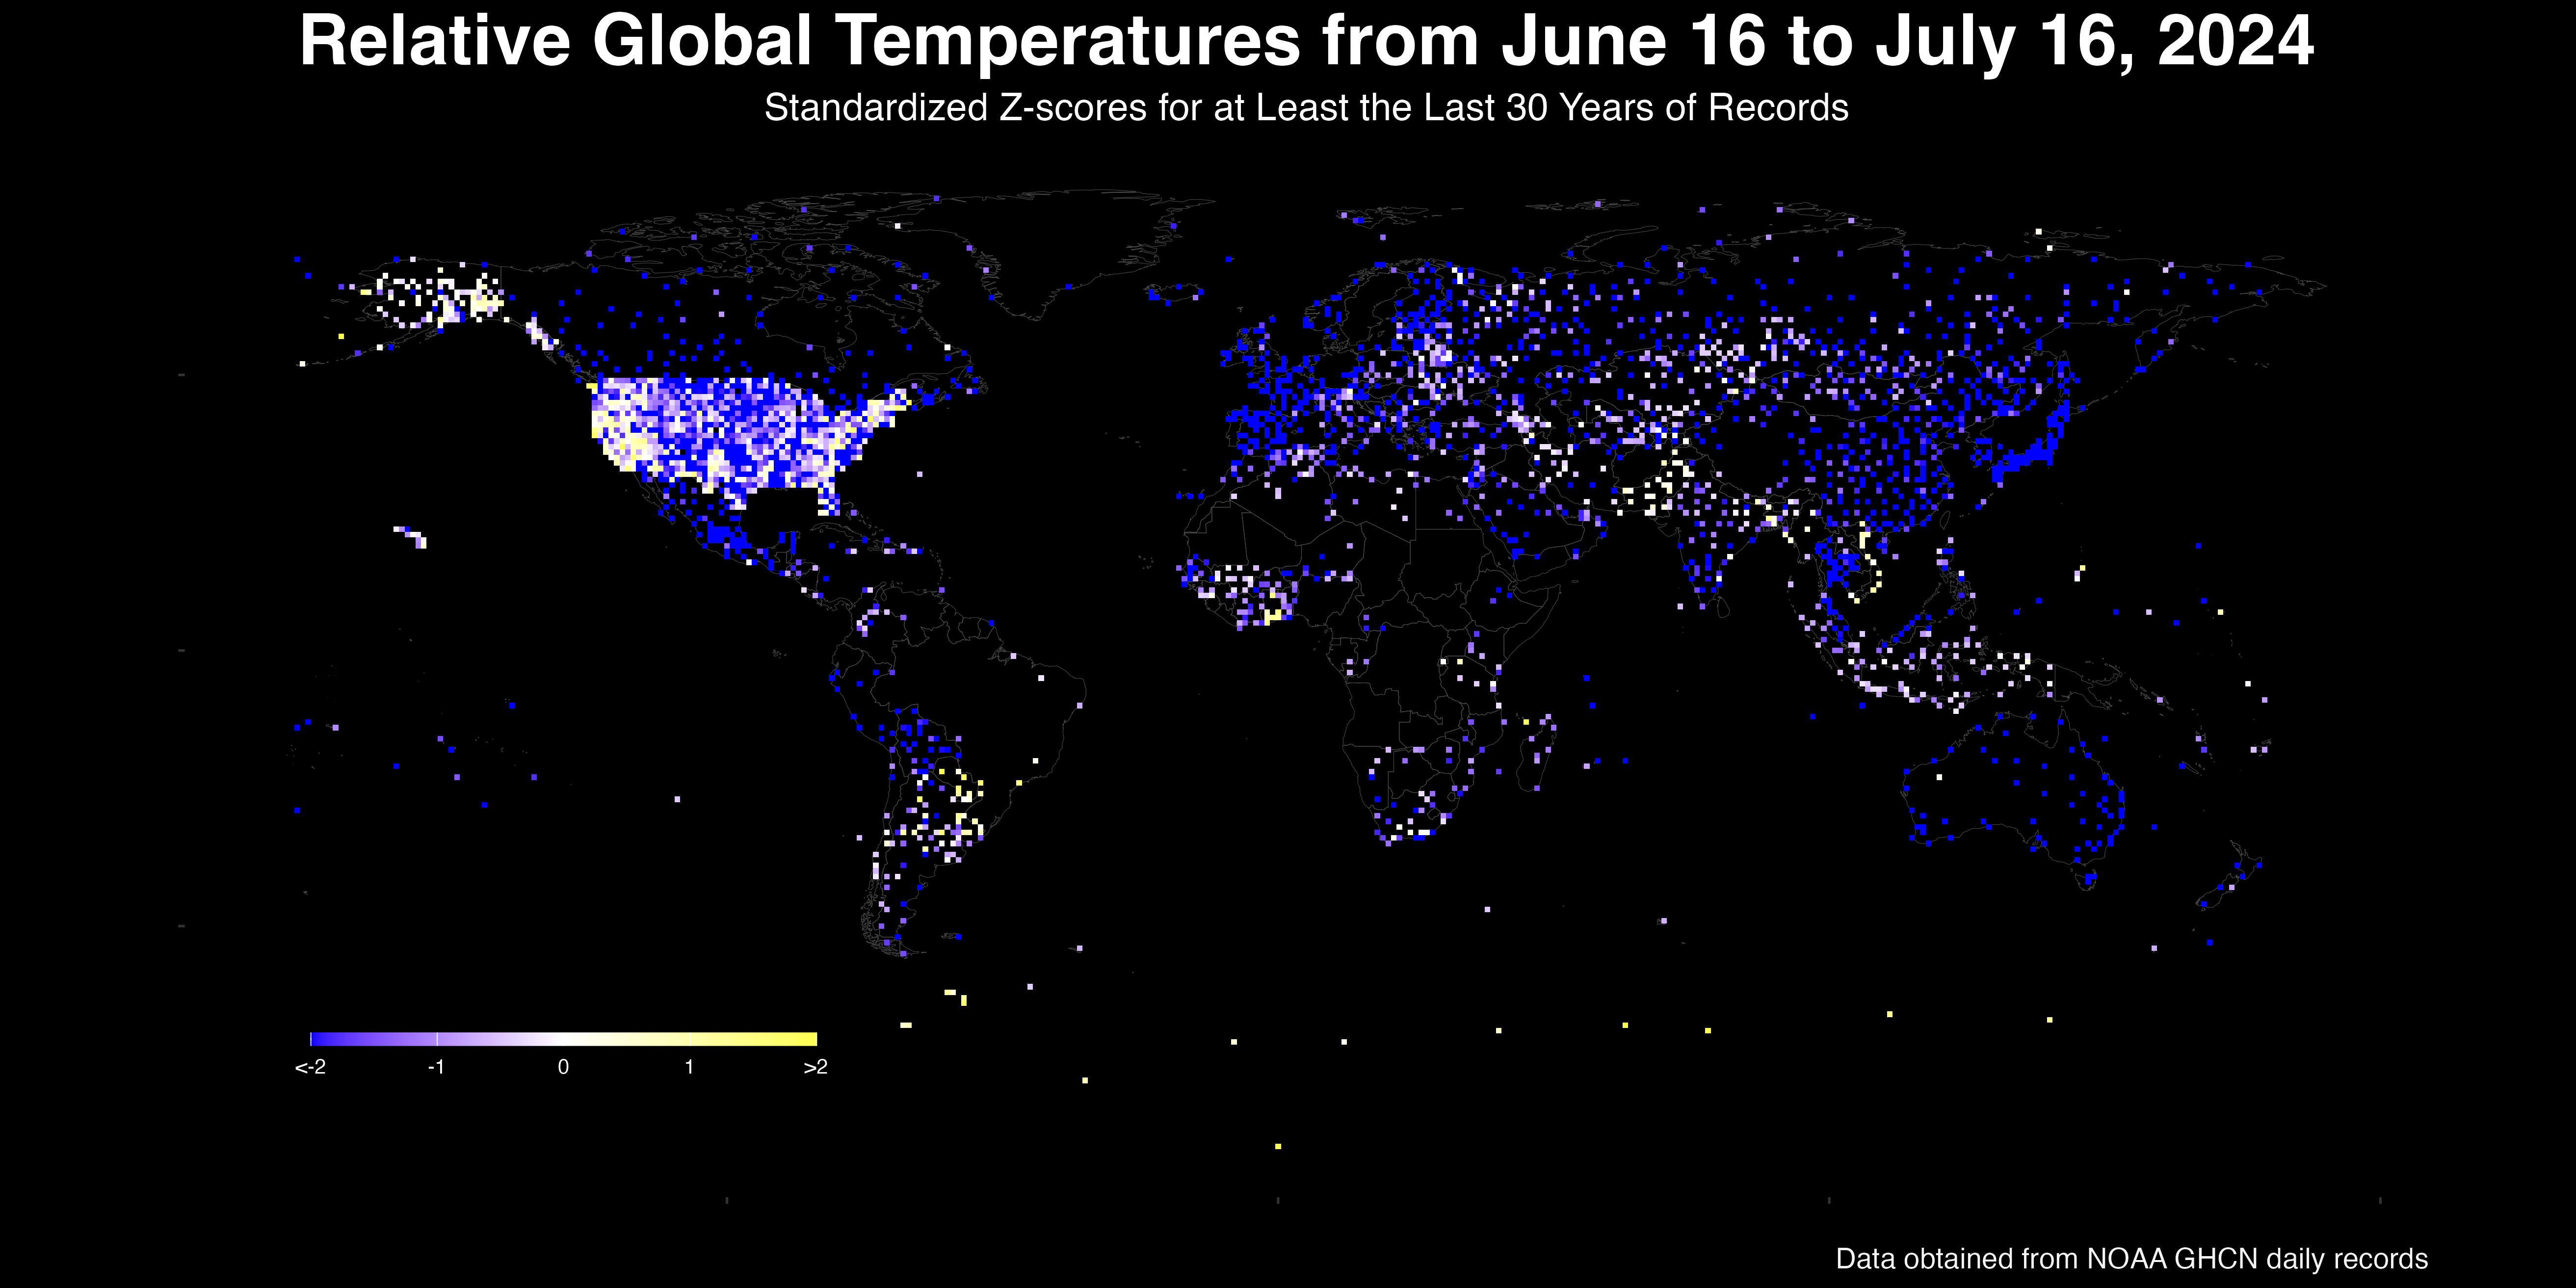 Relative Global Temperatures from June 16 to July 16, 2024
Standardized Z-scores for at Least the Last 30 Years of Records
<-2 -1 0 1 >2
Data obtained from NOAA GHCN daily records